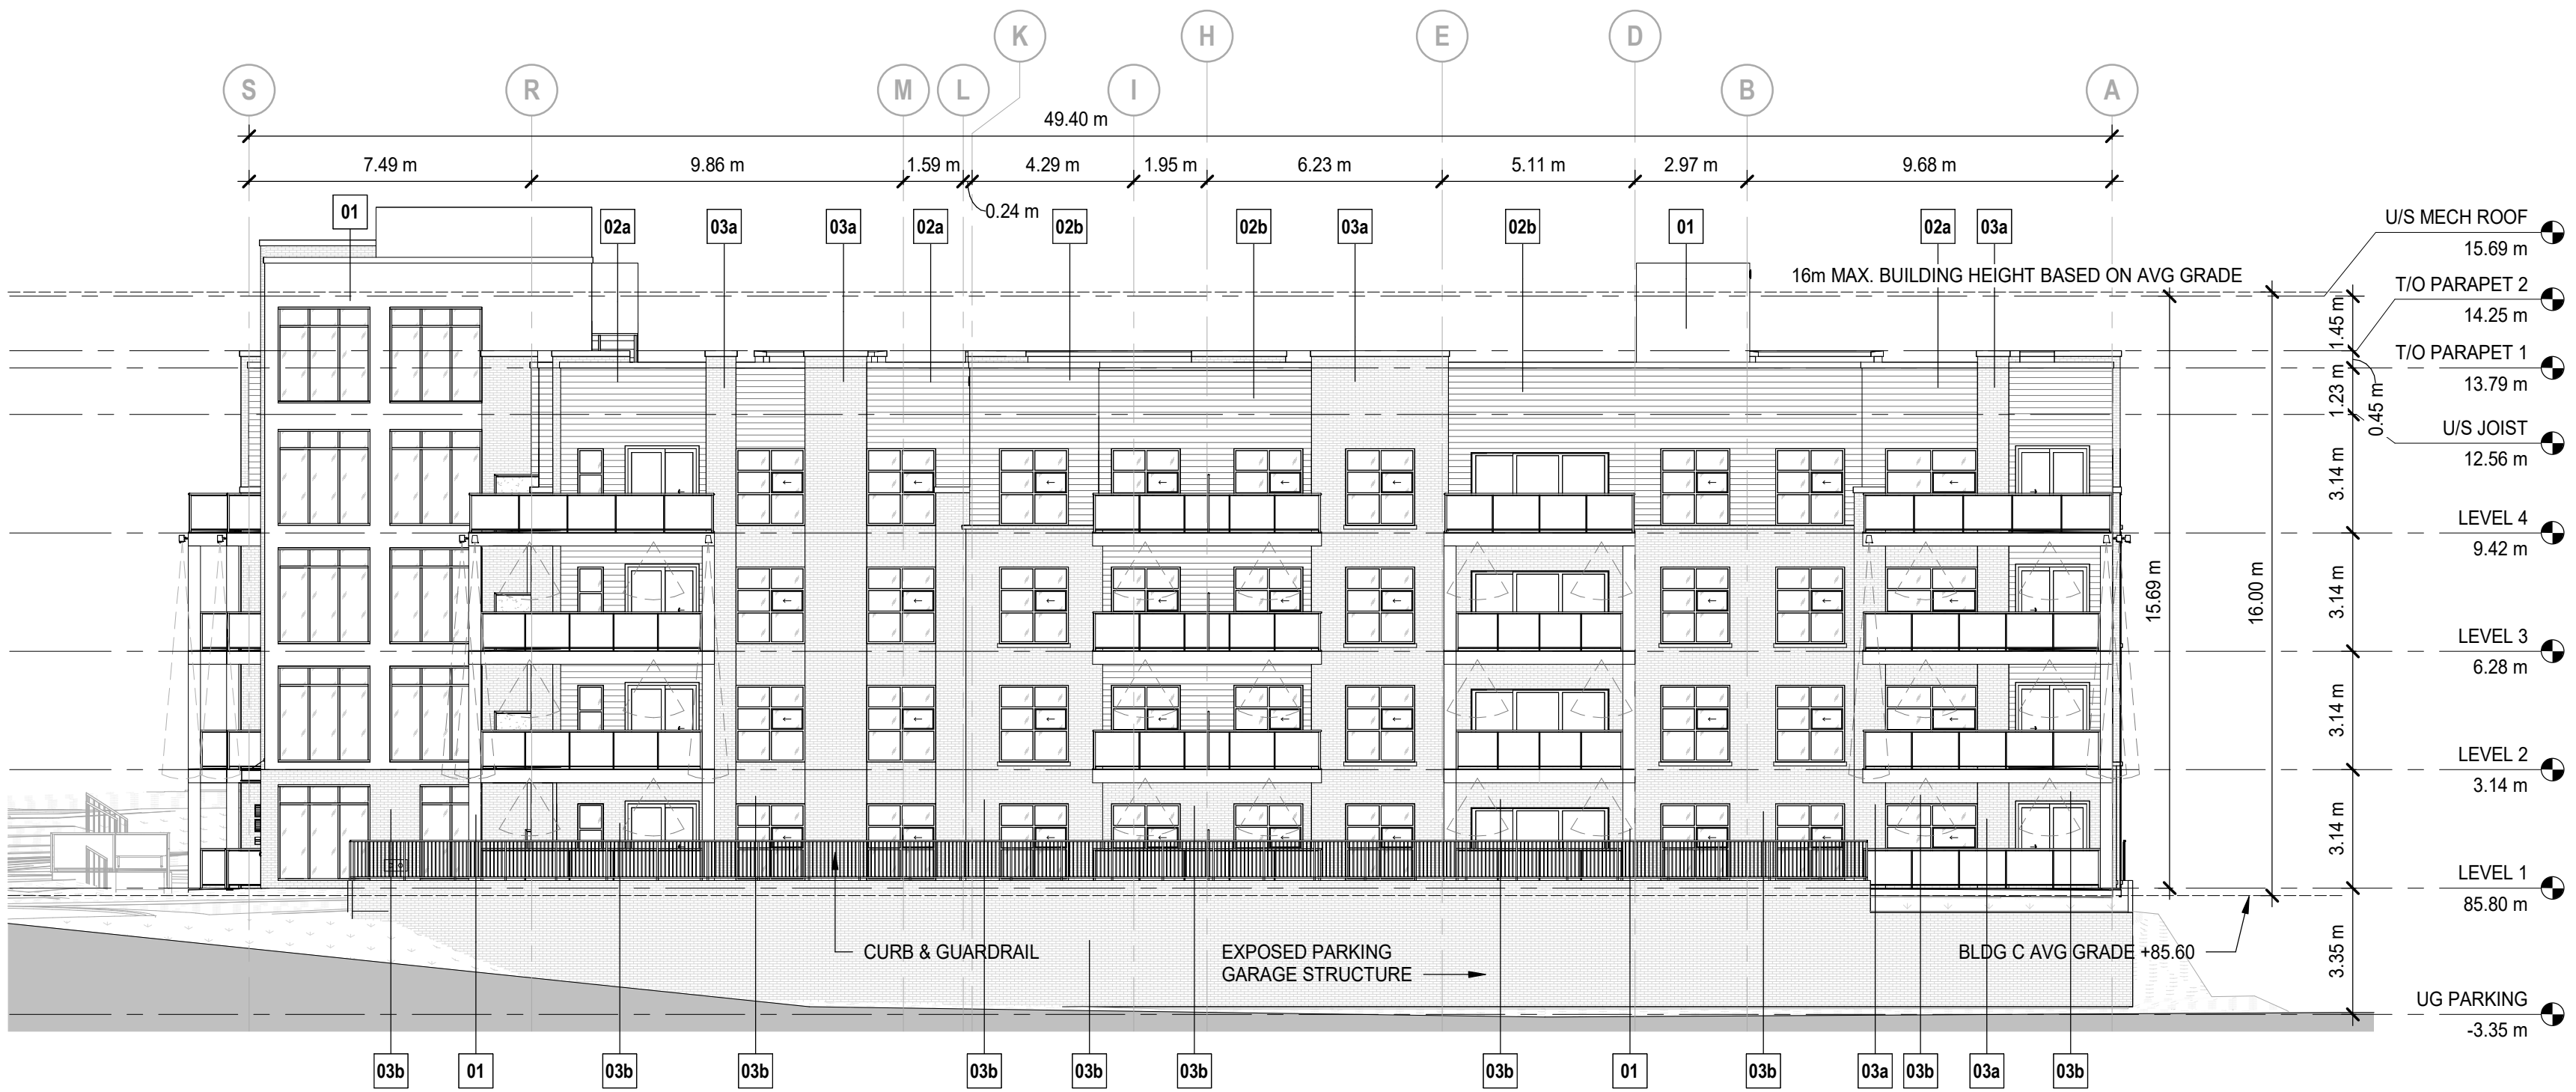 K
H
E
D
S
R
M
L
I
B
A
49.40 m
7.49 m
9.86 m
1.59 m
4.29 m
1.95 m
6.23 m
5.11 m
2.97 m
9.68 m
0.24 m
01
02a
03a
03a
02a
02b
02b
03a
02b
01
02a
03a
U/S MECH ROOF
15.69 m
16m MAX. BUILDING HEIGHT BASED ON AVG GRADE
T/O PARAPET 2
14.25 m
T/O PARAPET 1
13.79 m
U/S JOIST
12.56 m
LEVEL 4
9.42 m
LEVEL 3
6.28 m
LEVEL 2
3.14 m
LEVEL 1
85.80 m
UG PARKING
-3.35 m
1.45 m
1.23 m
0.45 m
3.14 m
3.14 m
3.14 m
3.14 m
3.35 m
15.69 m
16.00 m
CURB & GUARDRAIL
EXPOSED PARKING
GARAGE STRUCTURE
BLDG C AVG GRADE +85.60
03b
01
03b
03b
03b
03b
03b
03b
01
03b
03a
03b
03a
03b